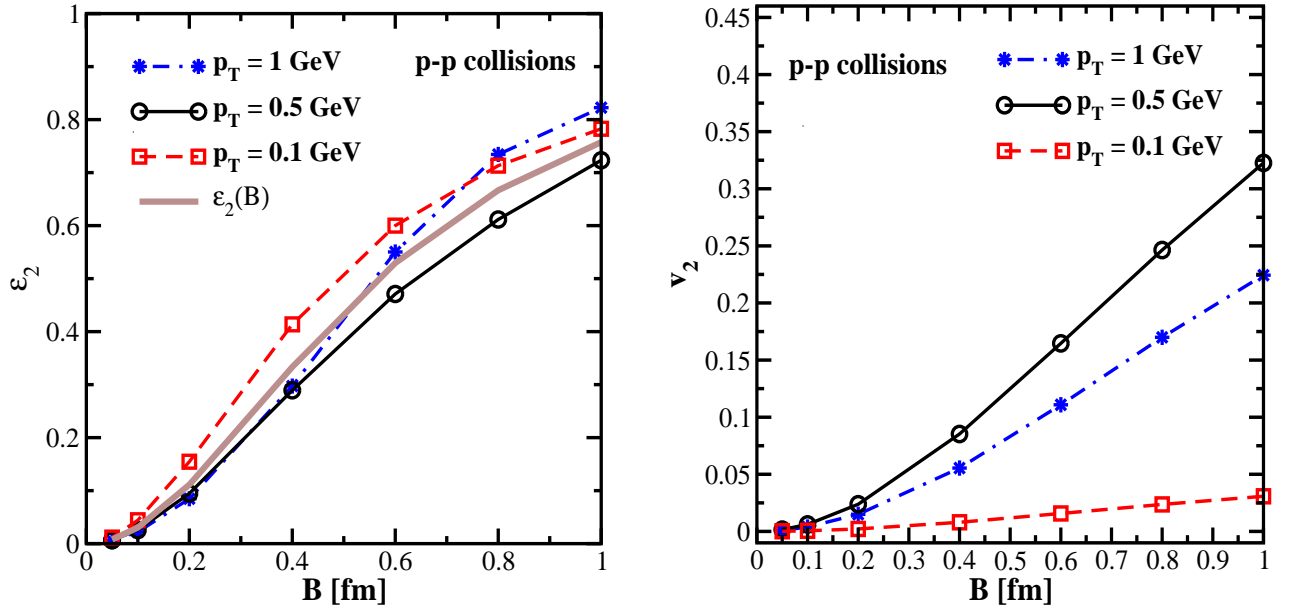 p_T = 1 GeV
p_T = 0.5 GeV
p_T = 0.1 GeV
ε_2(B)
p-p collisions
ε_2
1
0.8
0.6
0.4
0.2
0
0
0.2
0.4
0.6
0.8
1
B [fm]
p-p collisions
p_T = 1 GeV
p_T = 0.5 GeV
p_T = 0.1 GeV
v_2
0.45
0.4
0.35
0.3
0.25
0.2
0.15
0.1
0.05
0
0
0.1
0.2
0.3
0.4
0.5
0.6
0.7
0.8
0.9
1
B [fm]